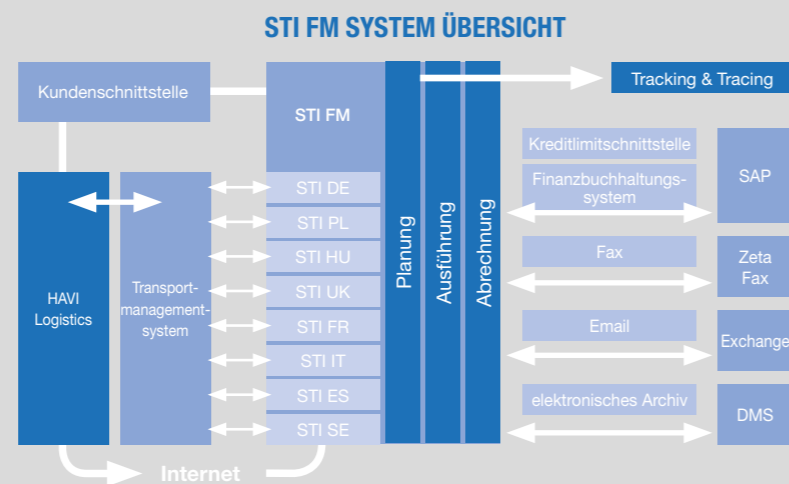 STI FM SYSTEM ÜBERSICHT
Kundenschnittstelle
STI FM
Tracking & Tracing
HAVI
Logistics
Transport-
management-
system
STI DE
STI PL
STI HU
STI UK
STI FR
STI IT
STI ES
STI SE
Planung
Ausführung
Abrechnung
Kreditlimitschnittstelle
Finanzbuchhaltungs-
system
SAP
Fax
Zeta
Fax
Email
Exchange
elektronisches Archiv
DMS
Internet